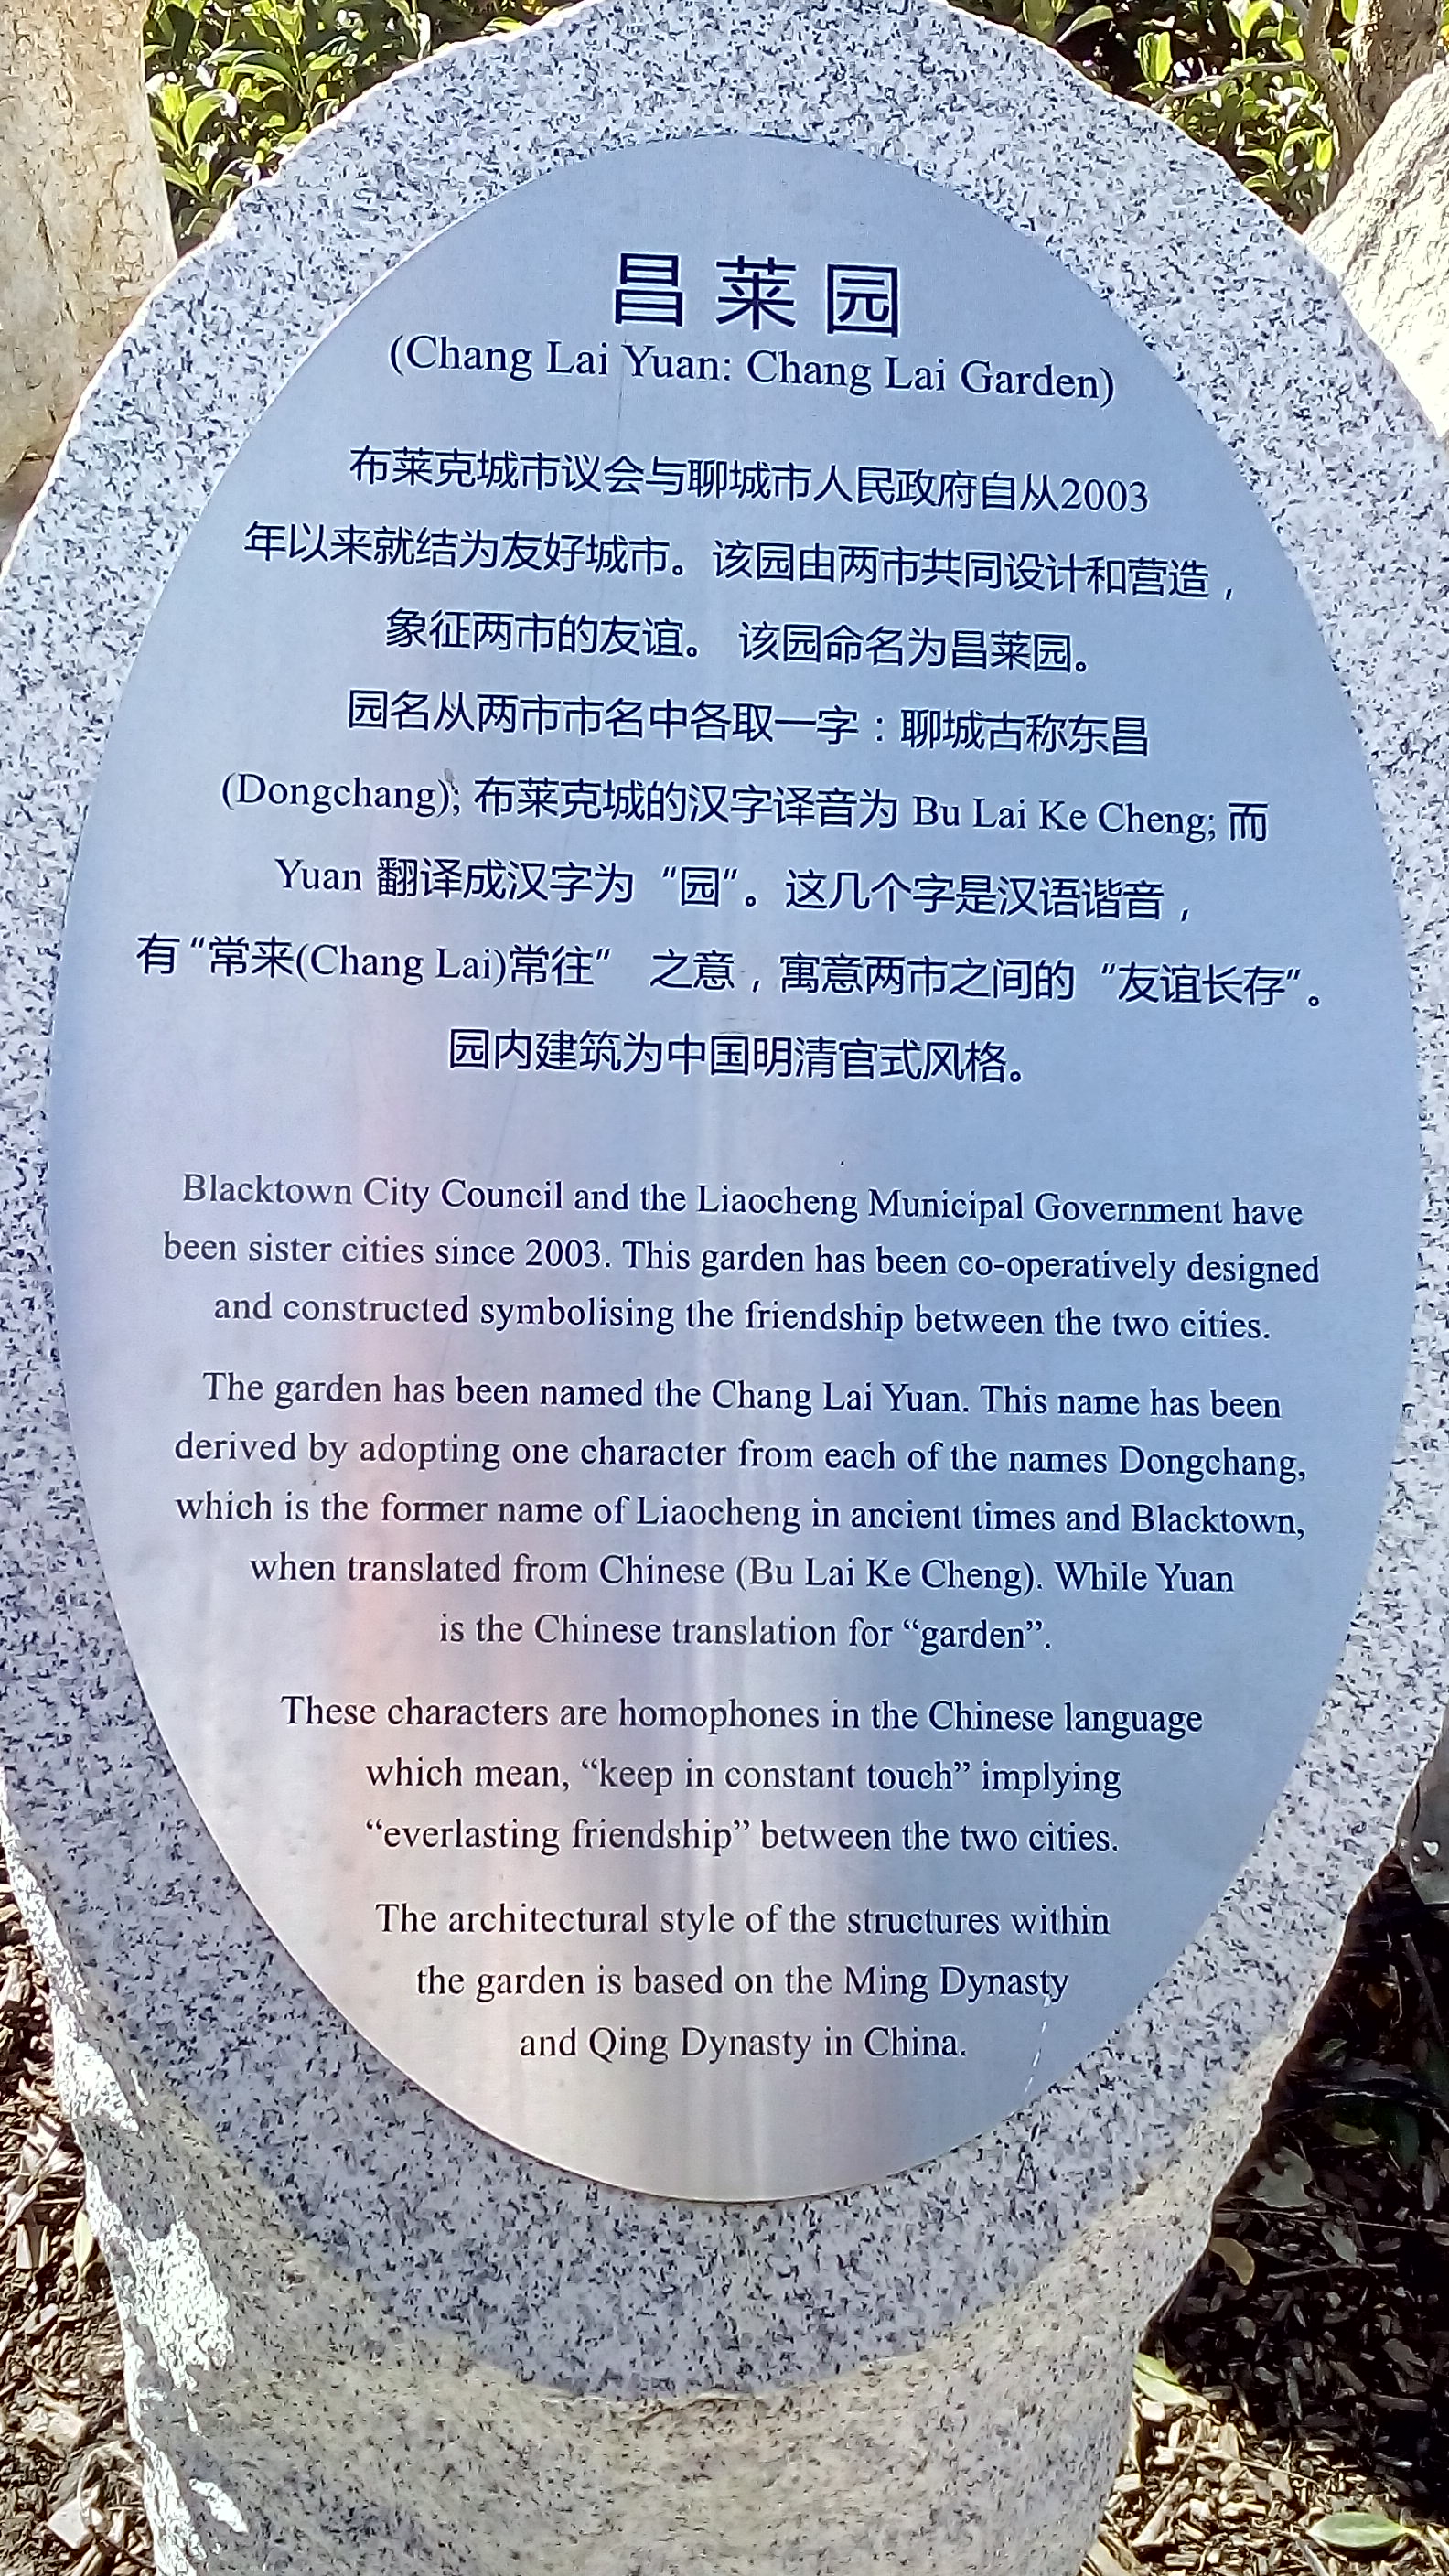 昌莱园
(Chang Lai Yuan: Chang Lai Garden)
布莱克城市议会与聊城市人民政府自从2003
年以来就结为友好城市。该园由两市共同设计和营造，
象征两市的友谊。 该园命名为昌莱园。
园名从两市市名中各取一字：聊城古称东昌
(Dongchang); 布莱克城的汉字译音为 Bu Lai Ke Cheng; 而
Yuan 翻译成汉字为“园”。这几个字是汉语谐音，
有“常来(Chang Lai)常往” 之意，寓意两市之间的“友谊长存”。
园内建筑为中国明清官式风格。
Blacktown City Council and the Liaocheng Municipal Government have
been sister cities since 2003. This garden has been co-operatively designed
and constructed symbolising the friendship between the two cities.
The garden has been named the Chang Lai Yuan. This name has been
derived by adopting one character from each of the names Dongchang,
which is the former name of Liaocheng in ancient times and Blacktown,
when translated from Chinese (Bu Lai Ke Cheng). While Yuan
is the Chinese translation for “garden”.
These characters are homophones in the Chinese language
which mean, “keep in constant touch” implying
“everlasting friendship” between the two cities.
The architectural style of the structures within
the garden is based on the Ming Dynasty
and Qing Dynasty in China.